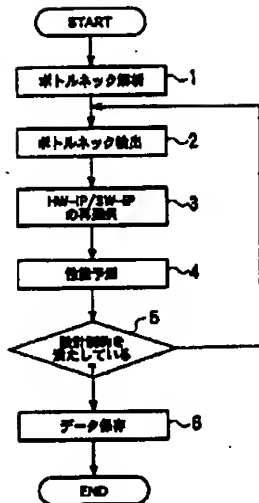 START
ボトルネック解析
1
ボトルネック検出
2
HW-IP/SW-IP
の再選択
3
性能予測
4
5
設計制約を
満たしている
?
データ保存
6
END